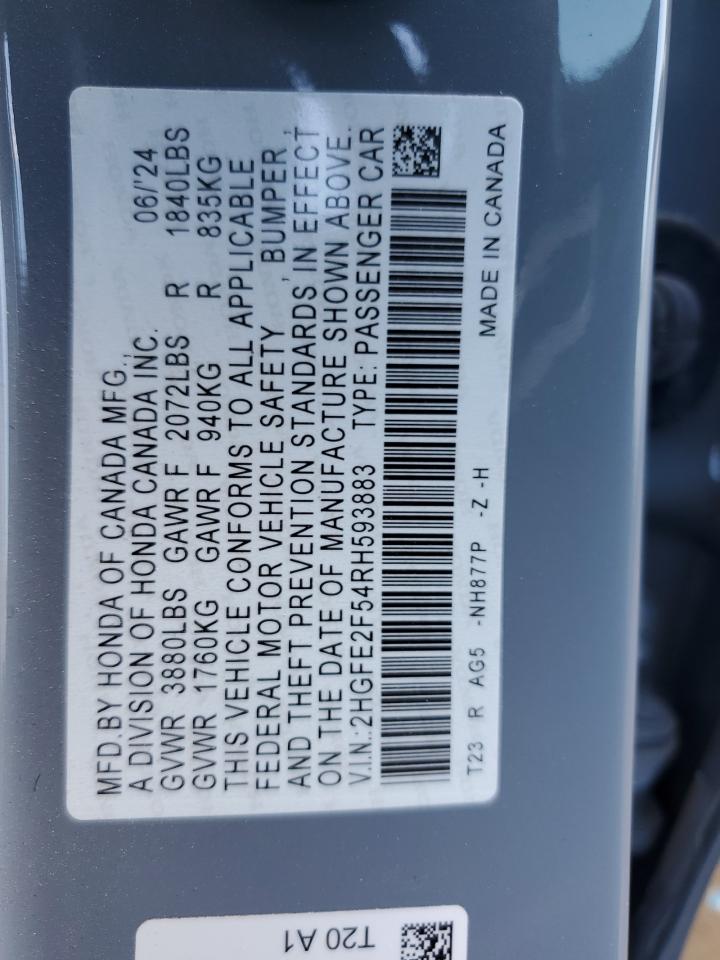 MFD.BY HONDA OF CANADA MFG.,
A DIVISION OF HONDA CANADA INC. 06/'24
GVWR 3880LBS GAWR F 2072LBS R 1840LBS
GVWR 1760KG GAWR F 940KG R 835KG
THIS VEHICLE CONFORMS TO ALL APPLICABLE
FEDERAL MOTOR VEHICLE SAFETY , BUMPER ,
AND THEFT PREVENTION STANDARDS IN EFFECT
ON THE DATE OF MANUFACTURE SHOWN ABOVE.
V.I.N.:2HGFE2F54RH593883 TYPE: PASSENGER CAR
T23 R AG5 -NH877P -Z -H MADE IN CANADA
T20 A1